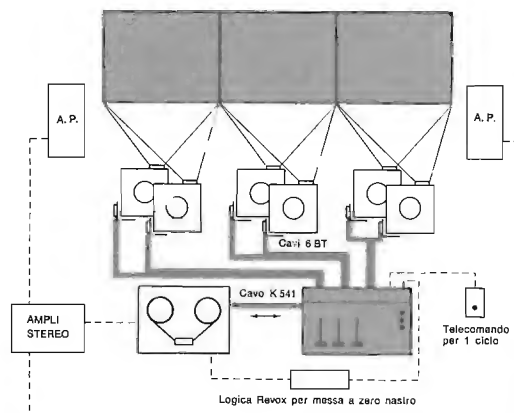 A. P.
A. P.
Cavi 6 BT
Cavo K 541
AMPLI
STEREO
Telecomando
per 1 ciclo
Logica Revox per messa a zero nastro